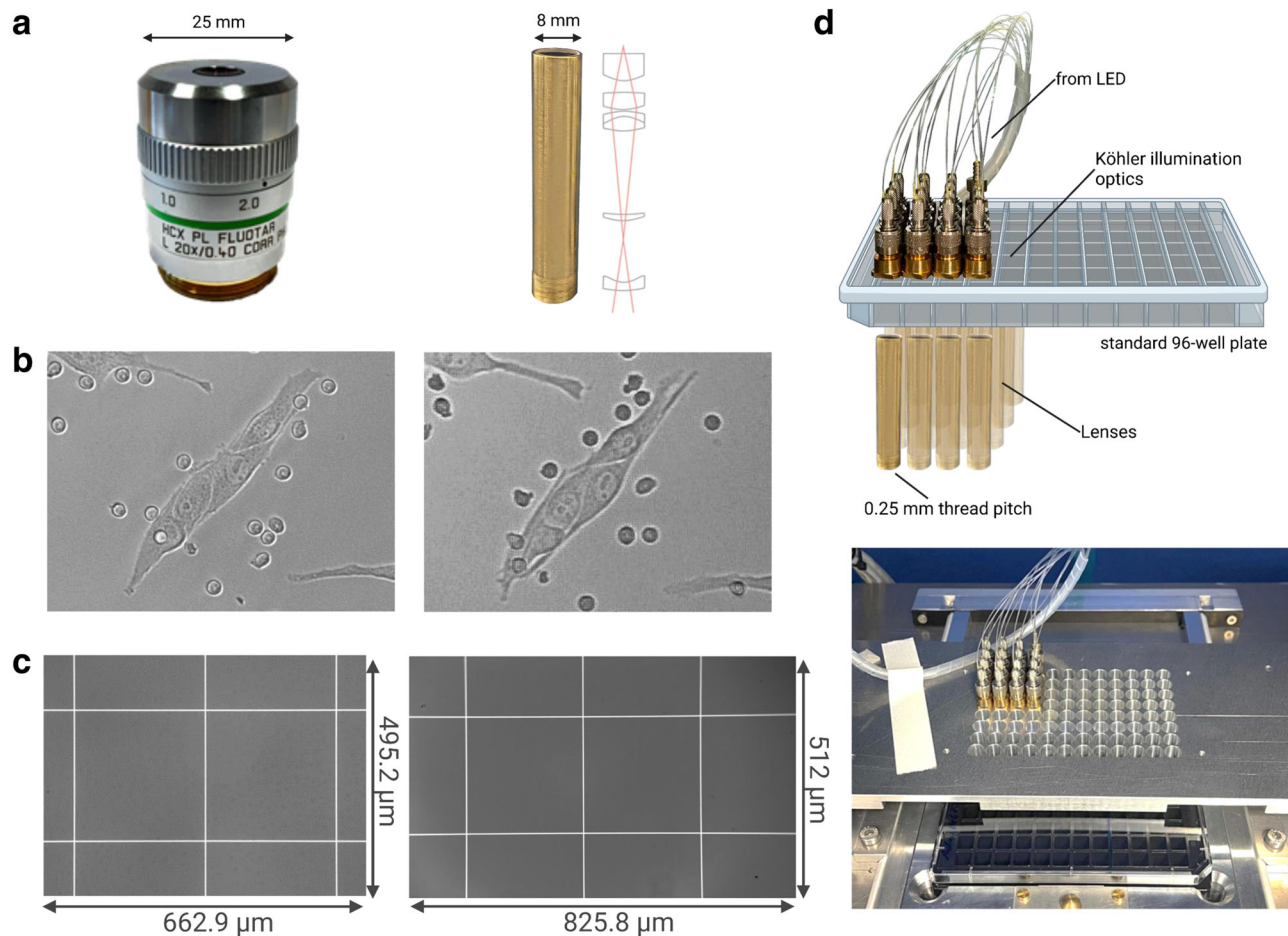 a
25 mm
8 mm
1.0
2.0
HCX PL FLUOTAR
L 20X/0.40 CORR
b
c
495.2 µm
662.9 µm
512 µm
825.8 µm
d
from LED
Köhler illumination
optics
standard 96-well plate
Lenses
0.25 mm thread pitch